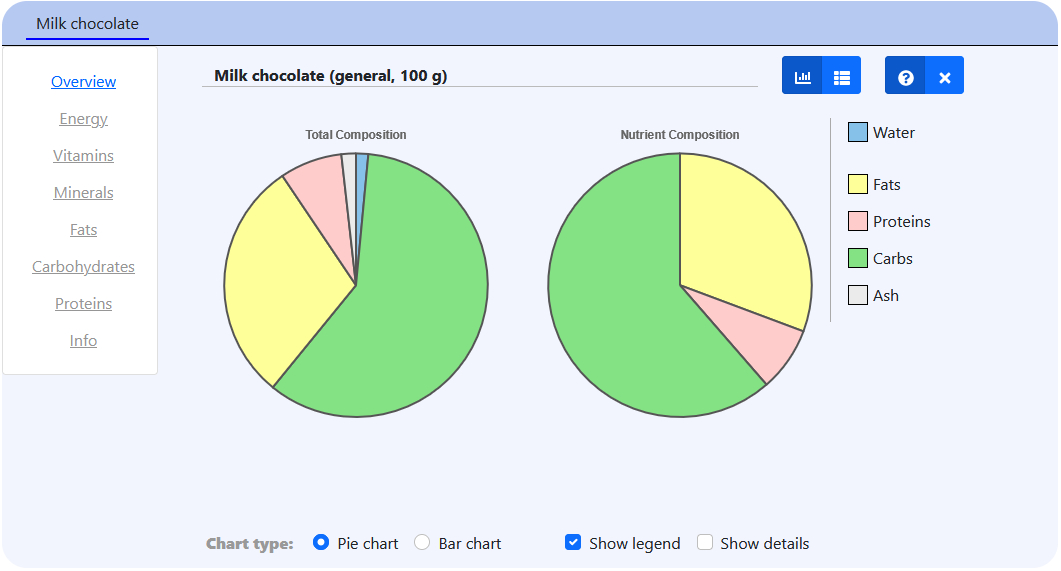 Milk chocolate
Overview
Energy
Vitamins
Minerals
Fats
Carbohydrates
Proteins
Info
Milk chocolate (general, 100 g)
Total Composition
Nutrient Composition
Water
Fats
Proteins
Carbs
Ash
Chart type: Pie chart Bar chart Show legend Show details